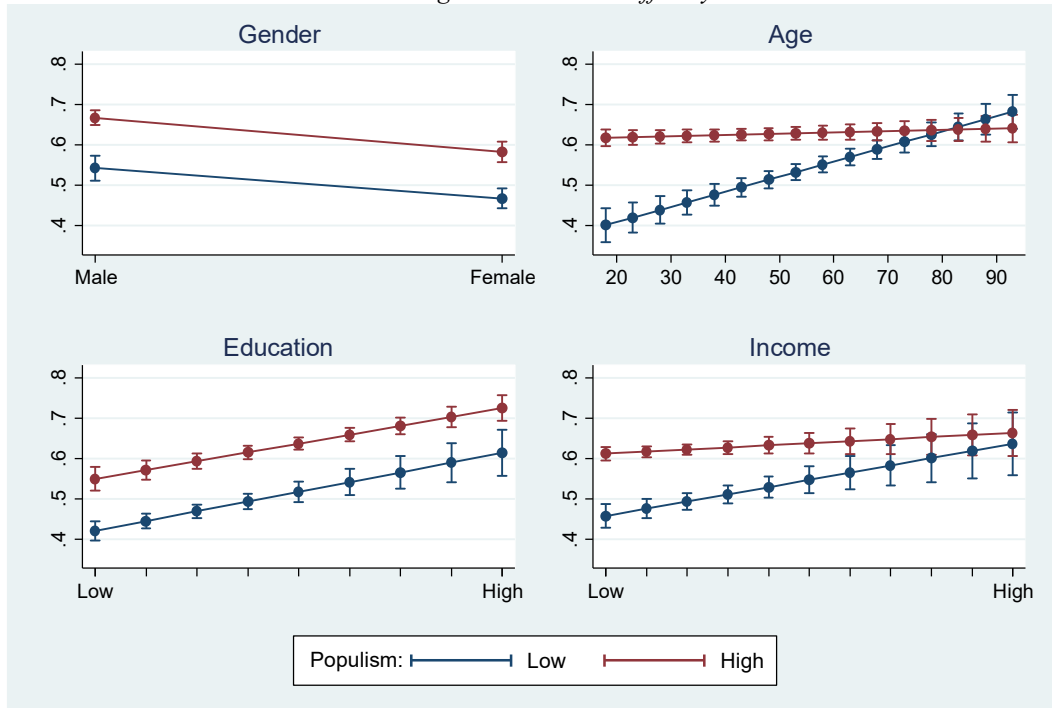 Gender
Age
.8
.7
.6
.5
.4
Male
Female
.8
.7
.6
.5
.4
20
30
40
50
60
70
80
90
Education
Income
.8
.7
.6
.5
.4
Low
High
.8
.7
.6
.5
.4
Low
High
Populism: Low High